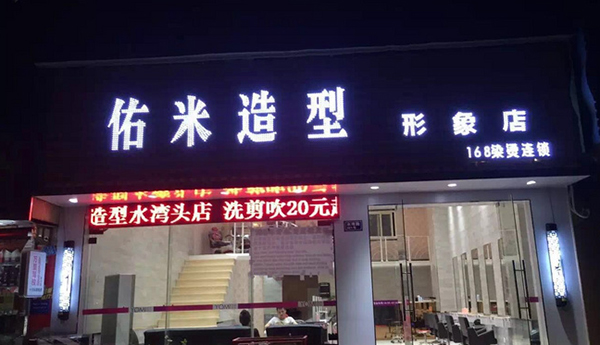 佑米造型
形象店
168染烫连锁
造型水湾头店 洗剪吹20元起